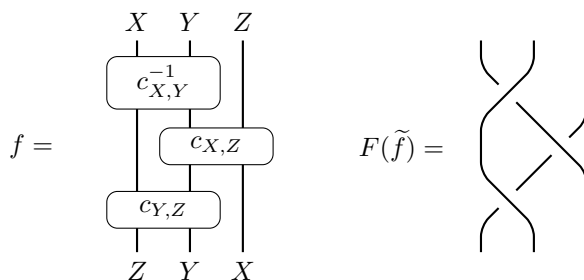 X Y Z
c_{X,Y}^{-1}
f =
c_{X,Z}
F(\widetilde{f}) =
c_{Y,Z}
Z Y X